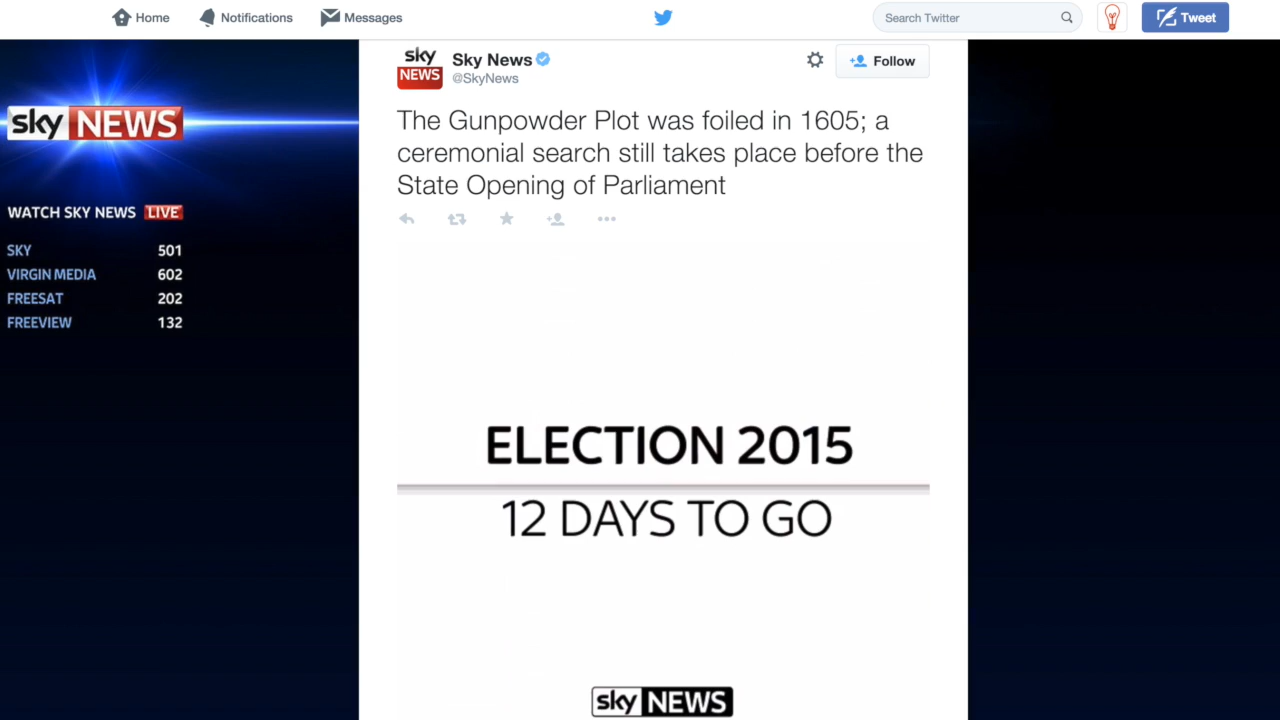 Home Notifications Messages Search Twitter Tweet
sky NEWS
WATCH SKY NEWS LIVE
SKY 501
VIRGIN MEDIA 602
FREESAT 202
FREEVIEW 132
sky NEWS
Sky News
@SkyNews
Follow
The Gunpowder Plot was foiled in 1605; a
ceremonial search still takes place before the
State Opening of Parliament
ELECTION 2015
12 DAYS TO GO
sky NEWS